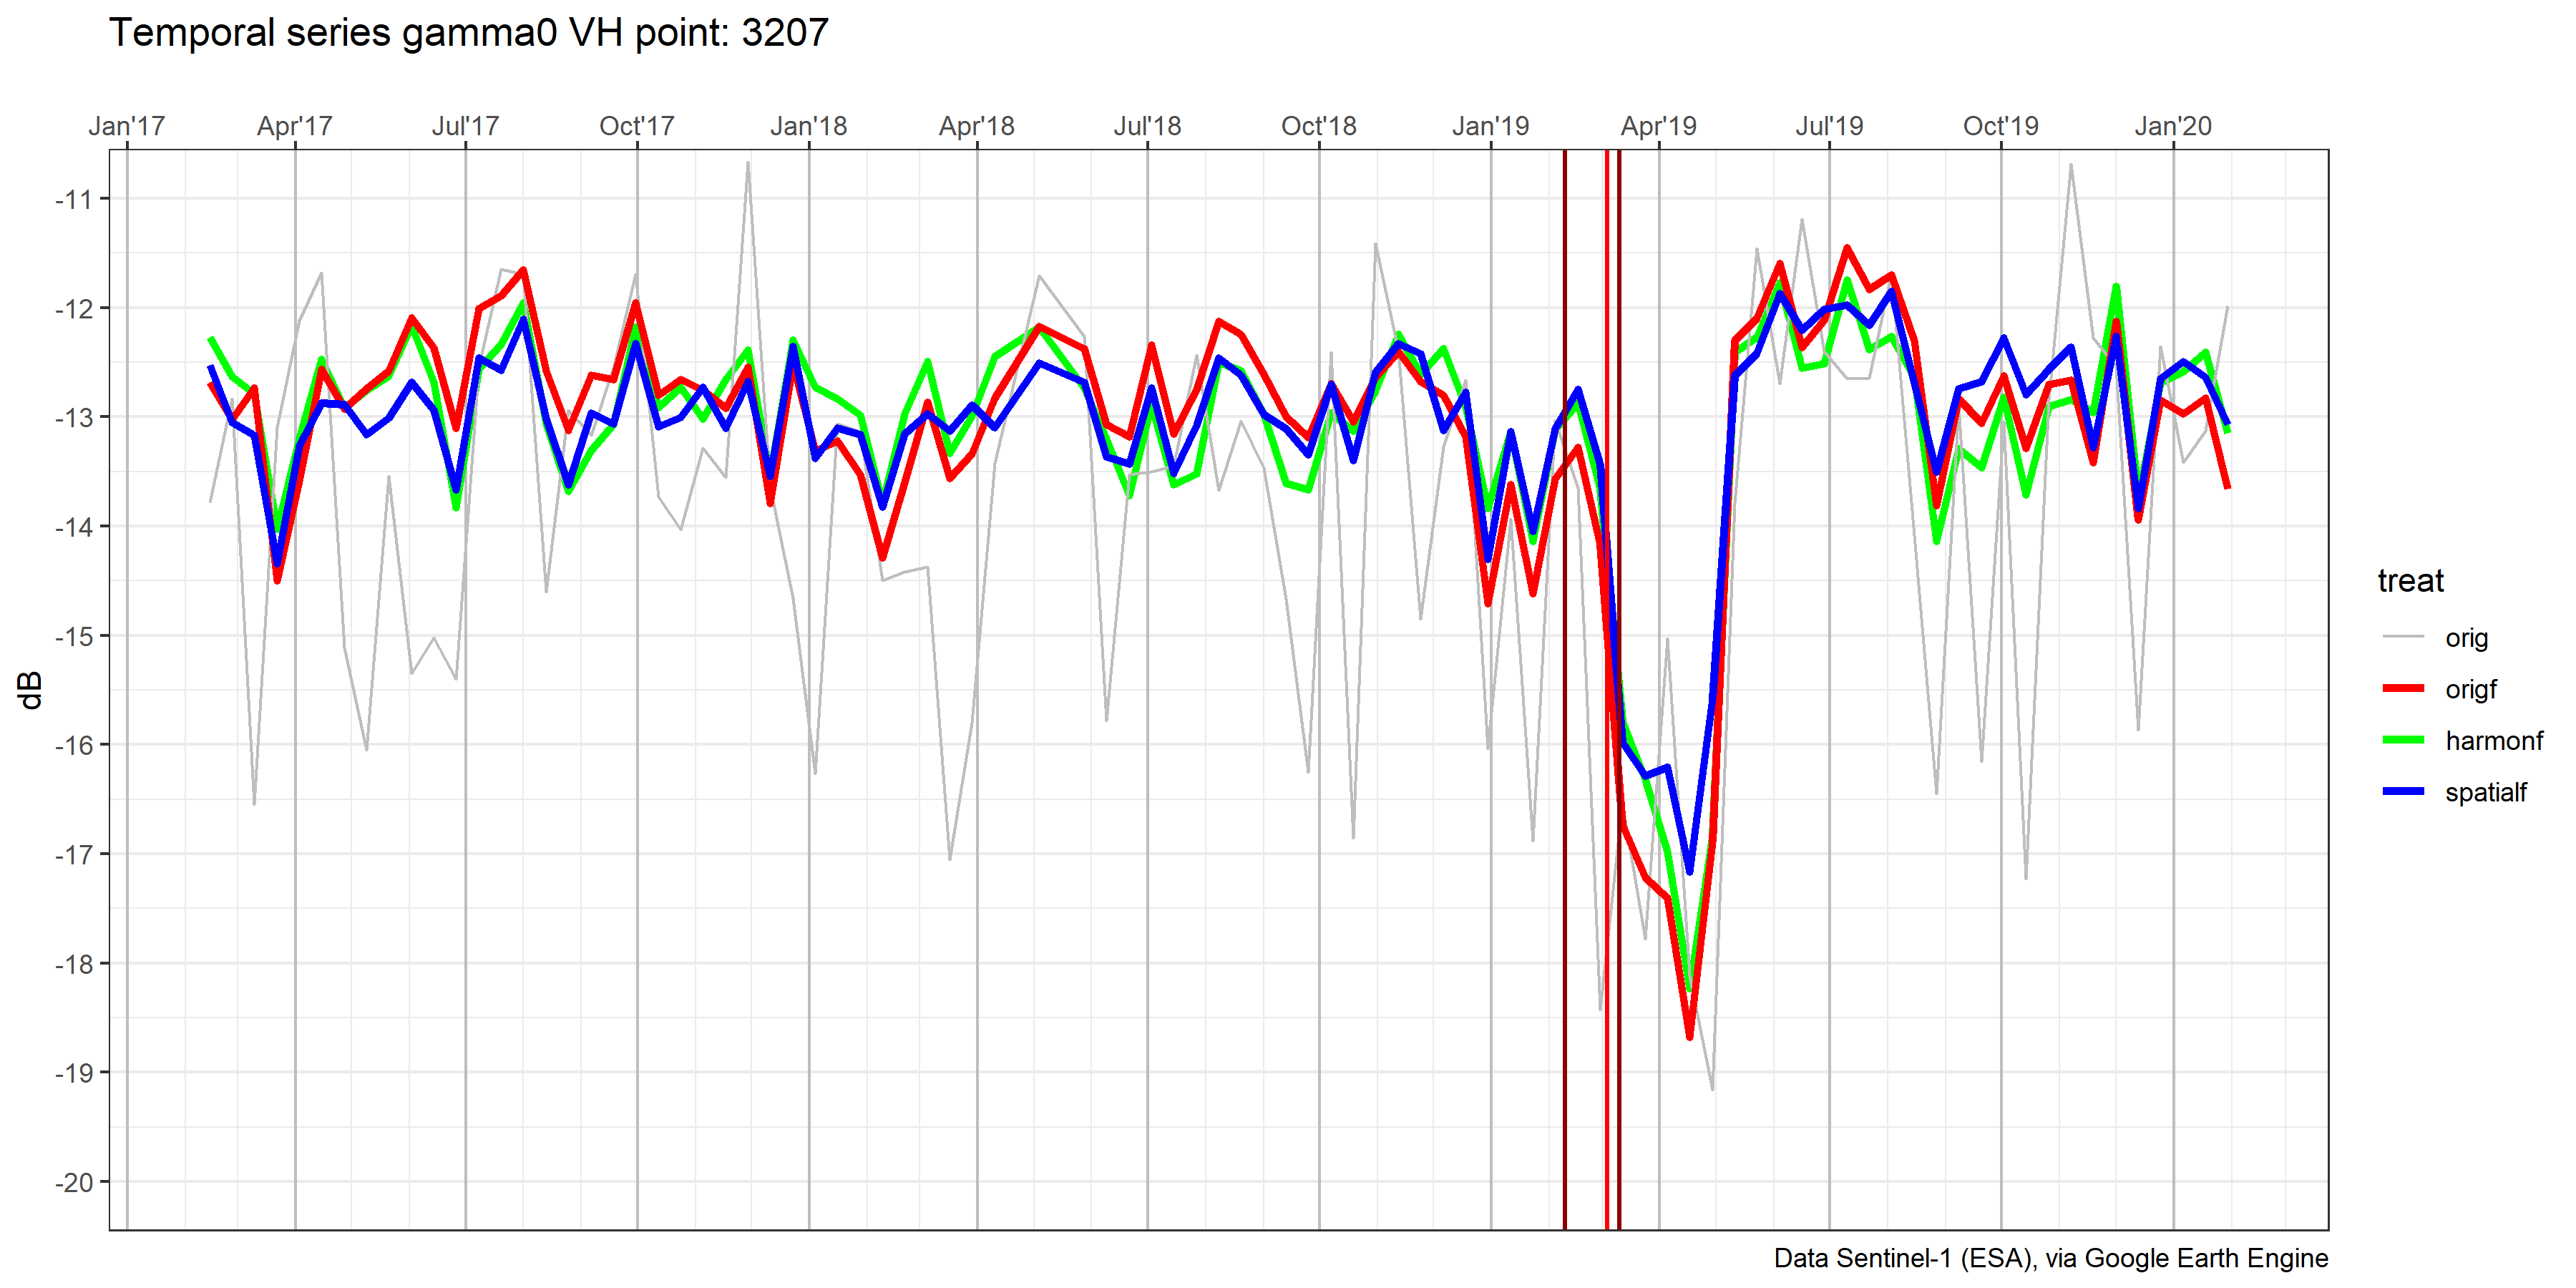 Temporal series gamma0 VH point: 3207
Jan'17 Apr'17 Jul'17 Oct'17 Jan'18 Apr'18 Jul'18 Oct'18 Jan'19 Apr'19 Jul'19 Oct'19 Jan'20
-11
-12
-13
-14
-15
-16
-17
-18
-19
-20
dB
treat
orig
origf
harmonf
spatialf
Data Sentinel-1 (ESA), via Google Earth Engine